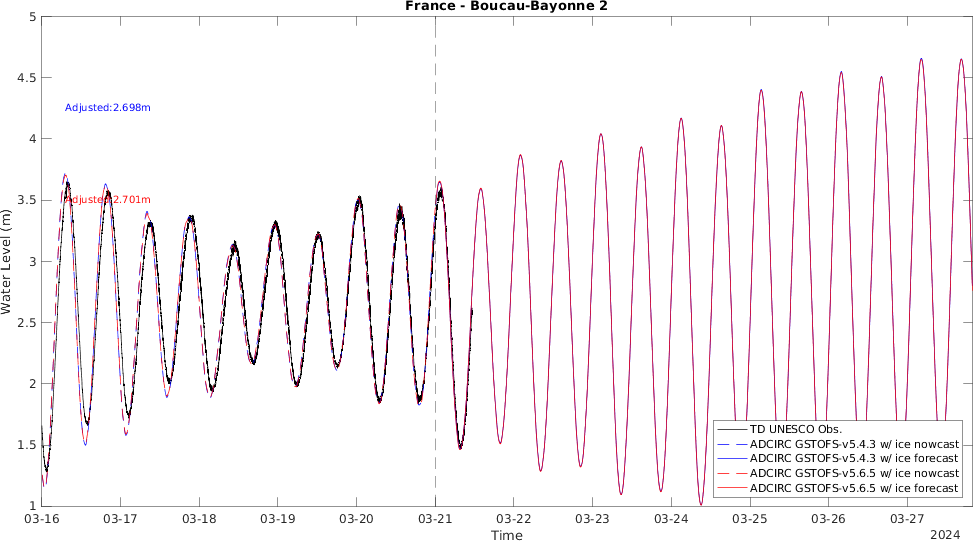 France - Boucau-Bayonne 2
5
4.5
4
3.5
3
2.5
2
1.5
1
Water Level (m)
Adjusted:2.698m
Adjusted:2.701m
TD UNESCO Obs.
ADCIRC GSTOFS-v5.4.3 w/ ice nowcast
ADCIRC GSTOFS-v5.4.3 w/ ice forecast
ADCIRC GSTOFS-v5.6.5 w/ ice nowcast
ADCIRC GSTOFS-v5.6.5 w/ ice forecast
03-16 03-17 03-18 03-19 03-20 03-21 03-22 03-23 03-24 03-25 03-26 03-27
Time
2024